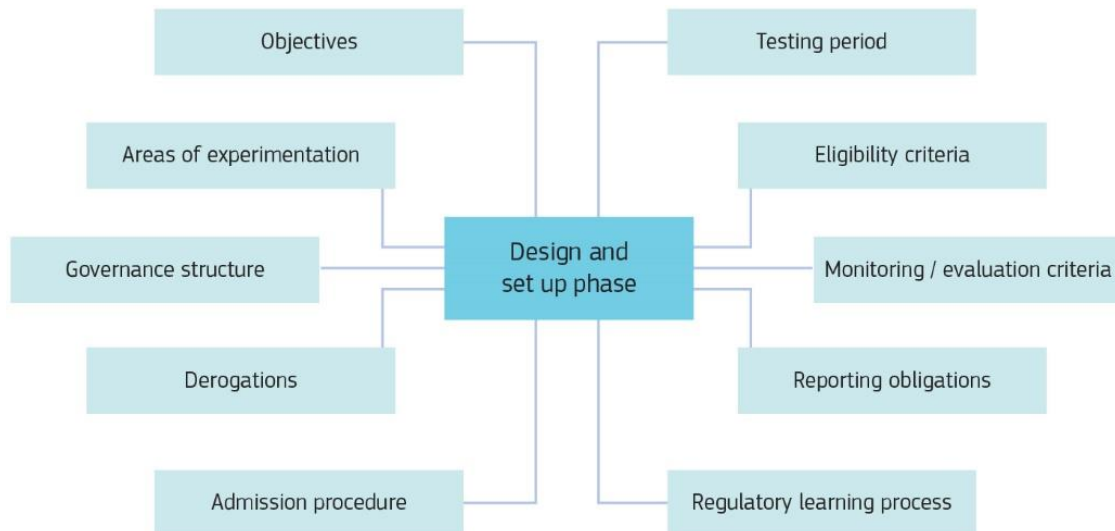 Objectives
Testing period
Areas of experimentation
Eligibility criteria
Design and
set up phase
Governance structure
Monitoring / evaluation criteria
Derogations
Reporting obligations
Admission procedure
Regulatory learning process